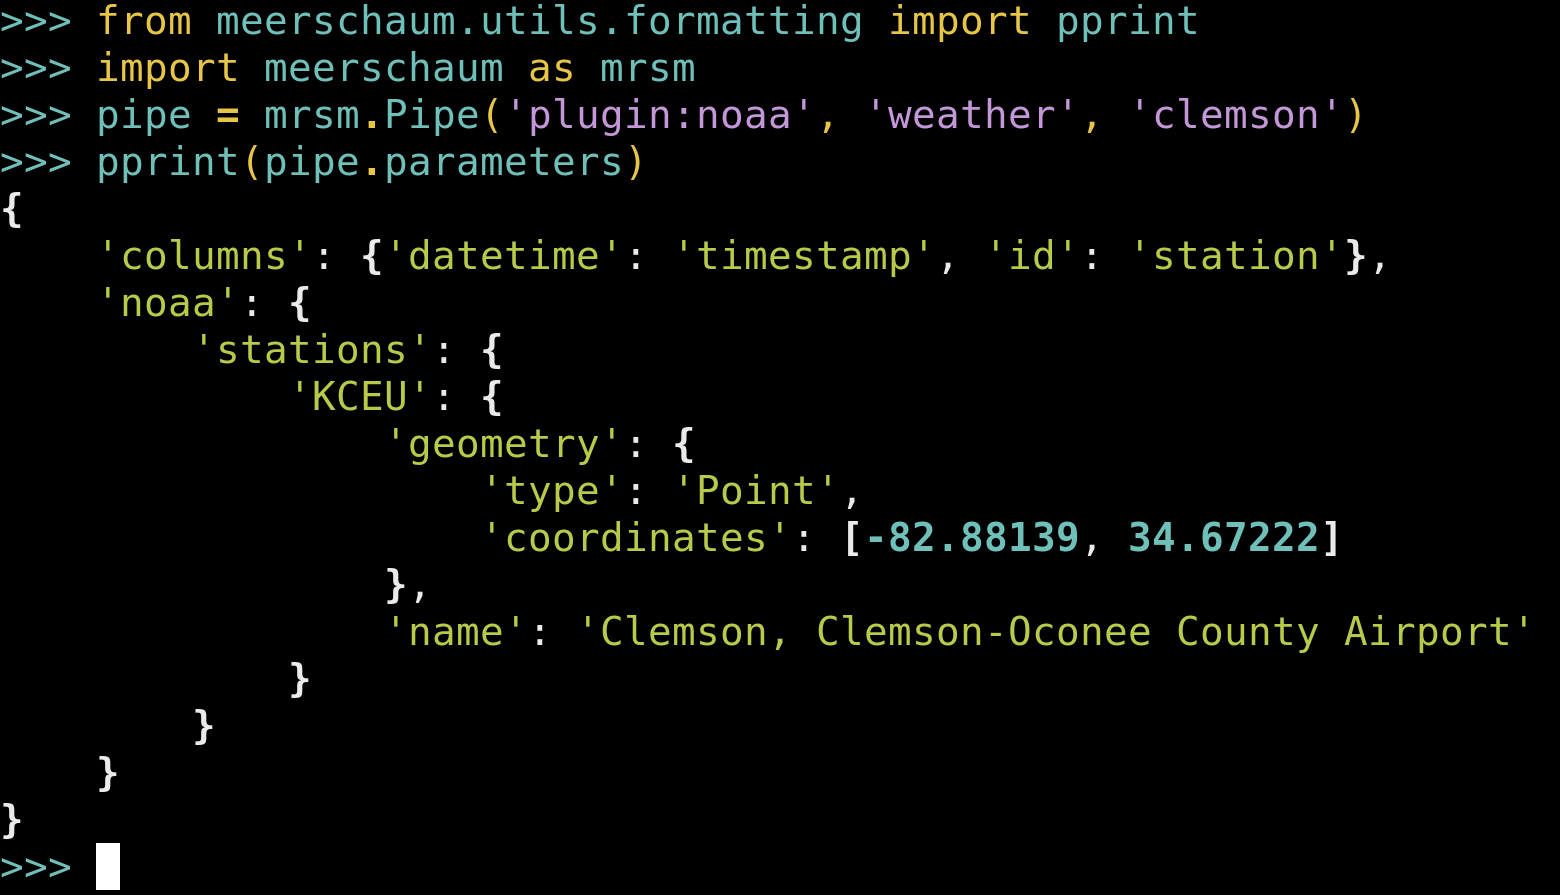 >>> from meerschaum.utils.formatting import pprint
>>> import meerschaum as mrsm
>>> pipe = mrsm.Pipe('plugin:noaa', 'weather', 'clemson')
>>> pprint(pipe.parameters)
{
    'columns': {'datetime': 'timestamp', 'id': 'station'},
    'noaa': {
        'stations': {
            'KCEU': {
                'geometry': {
                    'type': 'Point',
                    'coordinates': [-82.88139, 34.67222]
                },
                'name': 'Clemson, Clemson-Oconee County Airport'
            }
        }
    }
}
>>>